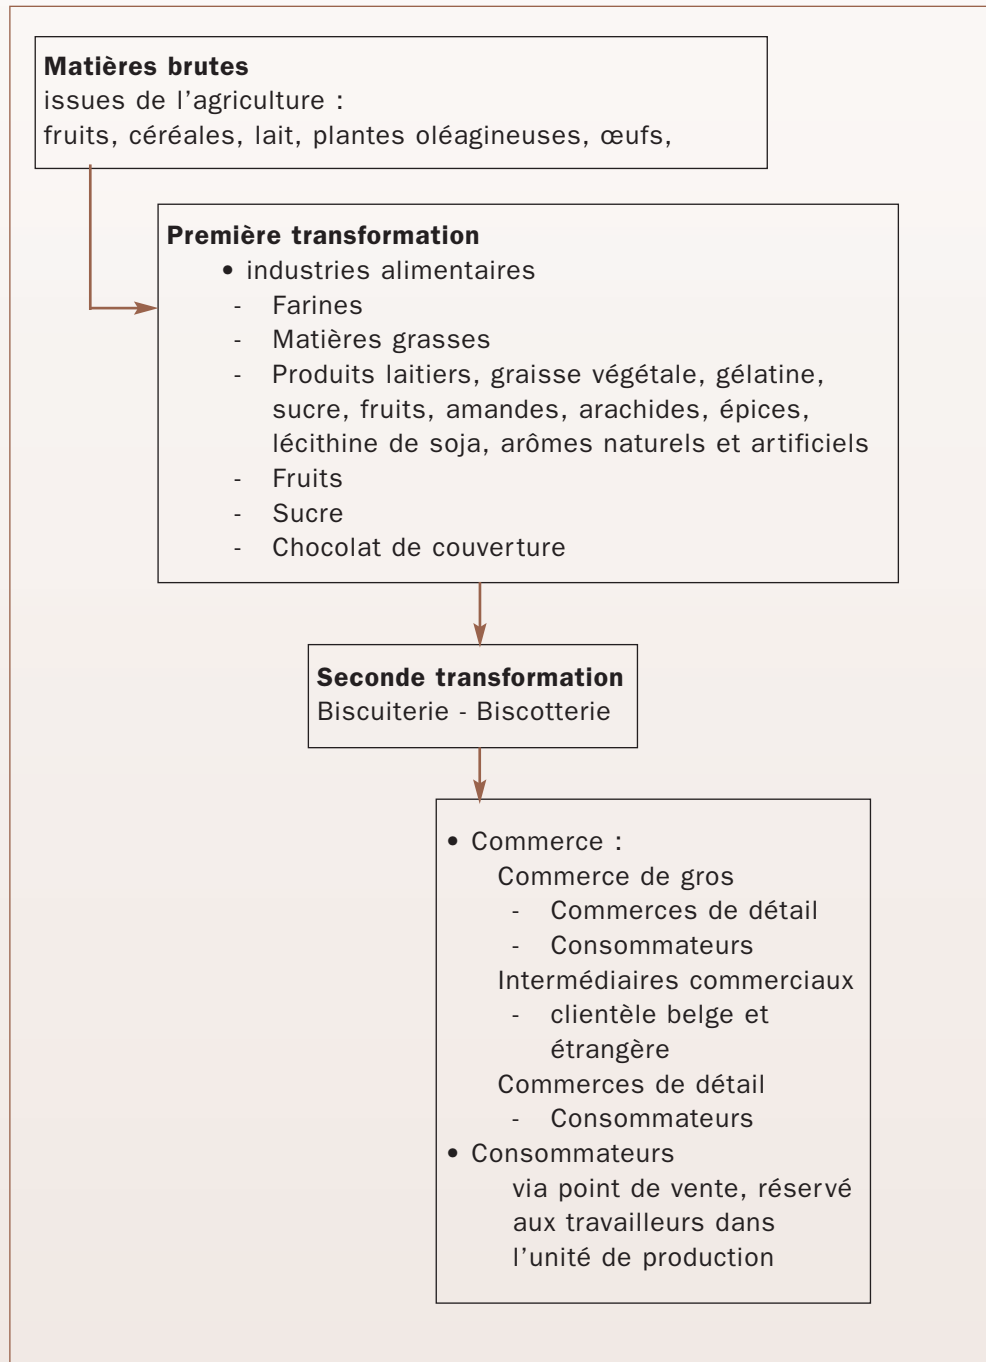 Matières brutes
issues de l'agriculture :
fruits, céréales, lait, plantes oléagineuses, œufs,
Première transformation
• industries alimentaires
- Farines
- Matières grasses
- Produits laitiers, graisse végétale, gélatine,
sucre, fruits, amandes, arachides, épices,
lécithine de soja, arômes naturels et artificiels
- Fruits
- Sucre
- Chocolat de couverture
Seconde transformation
Biscuiterie - Biscotterie
• Commerce :
Commerce de gros
- Commerces de détail
- Consommateurs
Intermédiaires commerciaux
- clientèle belge et
étrangère
Commerces de détail
- Consommateurs
• Consommateurs
via point de vente, réservé
aux travailleurs dans
l'unité de production